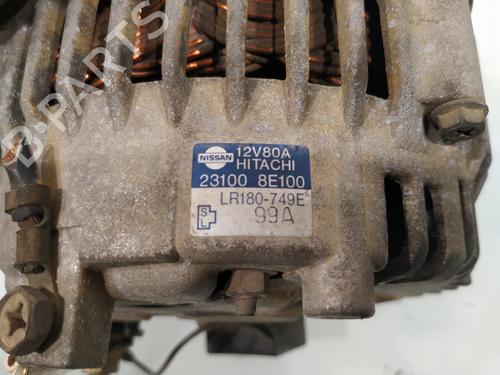 B-PARTS
NISSAN
12V80A
HITACHI
23100 8E100
LR180-749E
S
L
99A